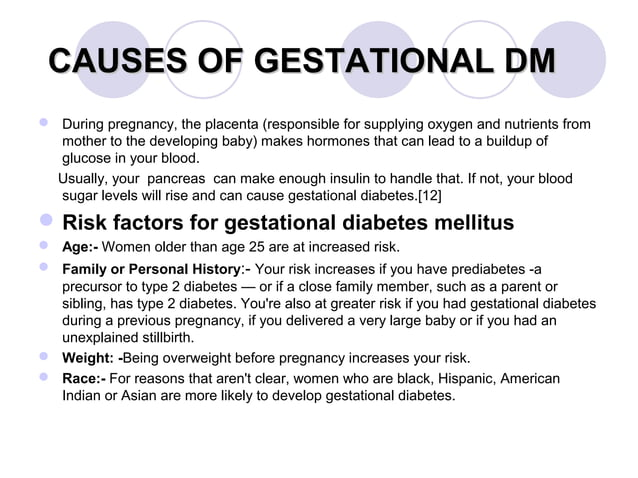 CAUSES OF GESTATIONAL DM
During pregnancy, the placenta (responsible for supplying oxygen and nutrients from
mother to the developing baby) makes hormones that can lead to a buildup of
glucose in your blood.
Usually, your pancreas can make enough insulin to handle that. If not, your blood
sugar levels will rise and can cause gestational diabetes.[12]
Risk factors for gestational diabetes mellitus
Age:- Women older than age 25 are at increased risk.
Family or Personal History:- Your risk increases if you have prediabetes -a
precursor to type 2 diabetes — or if a close family member, such as a parent or
sibling, has type 2 diabetes. You're also at greater risk if you had gestational diabetes
during a previous pregnancy, if you delivered a very large baby or if you had an
unexplained stillbirth.
Weight: -Being overweight before pregnancy increases your risk.
Race:- For reasons that aren't clear, women who are black, Hispanic, American
Indian or Asian are more likely to develop gestational diabetes.